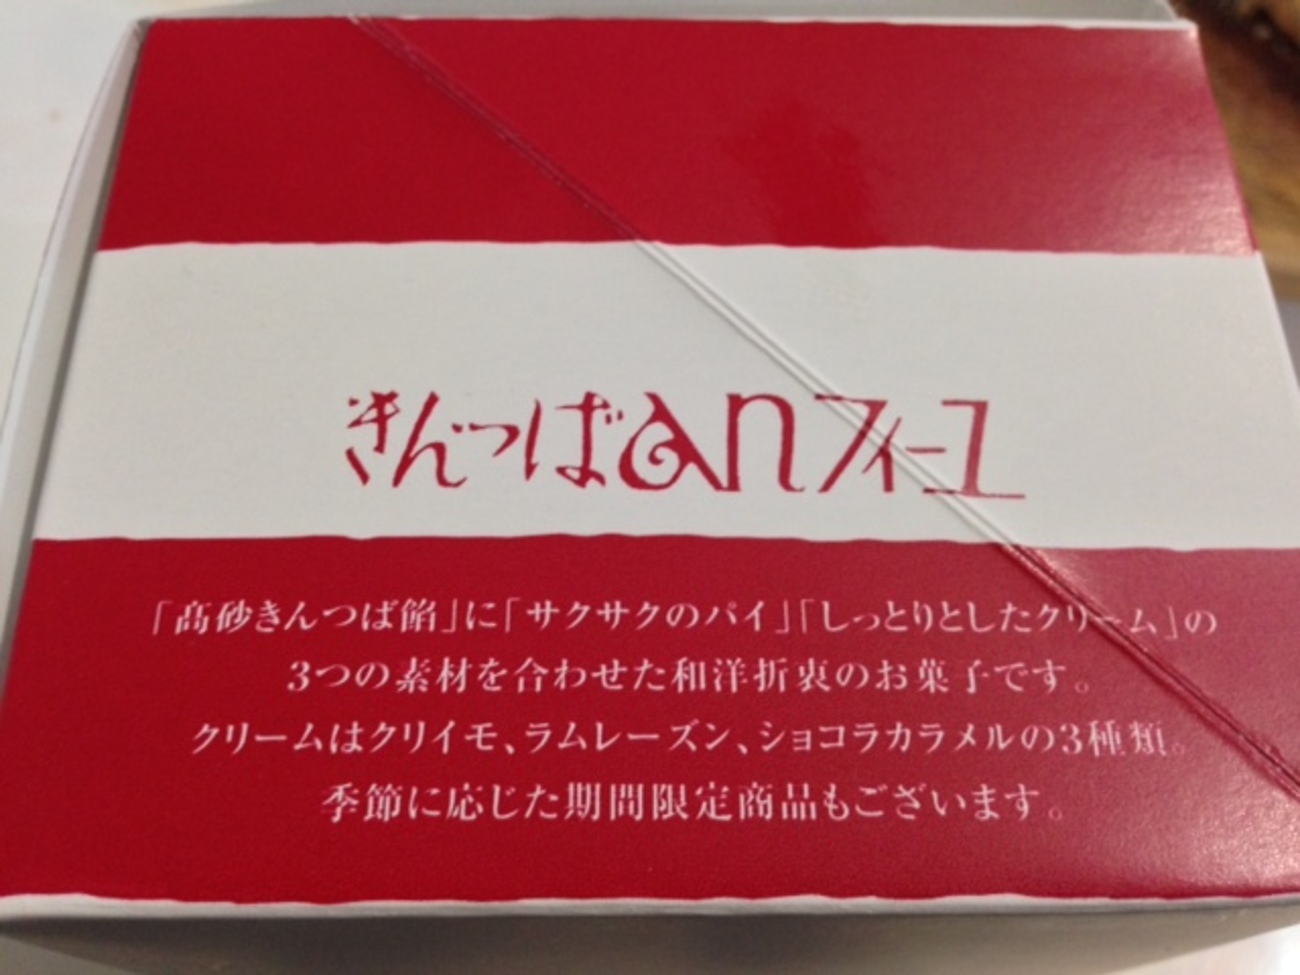 きんつばanフィーユ
「高砂きんつば餡」に「サクサクのパイ」「しっとりとしたクリーム」の
3つの素材を合わせた和洋折衷のお菓子です。
クリームはクリイモ、ラムレーズン、ショコラカラメルの3種類。
季節に応じた期間限定商品もございます。